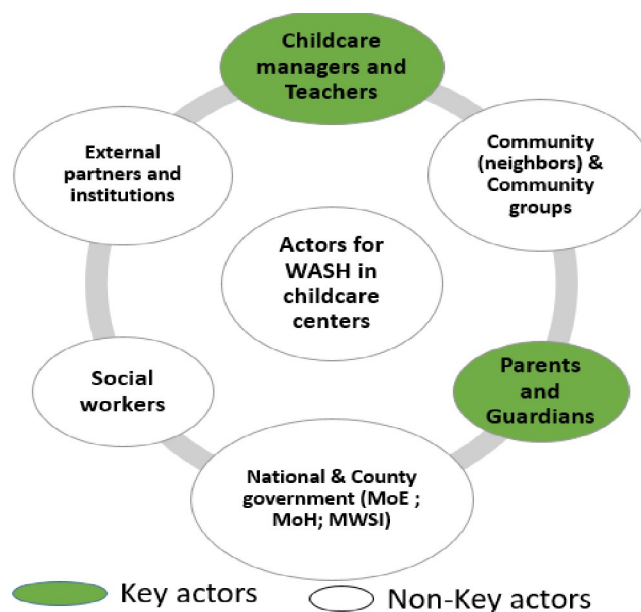 Childcare
managers and
Teachers
External
partners and
institutions
Community
(neighbors) &
Community
groups
Actors for
WASH in
childcare
centers
Social
workers
Parents
and
Guardians
National & County
government (MoE ;
MoH; MWSI)
Key actors
Non-Key actors